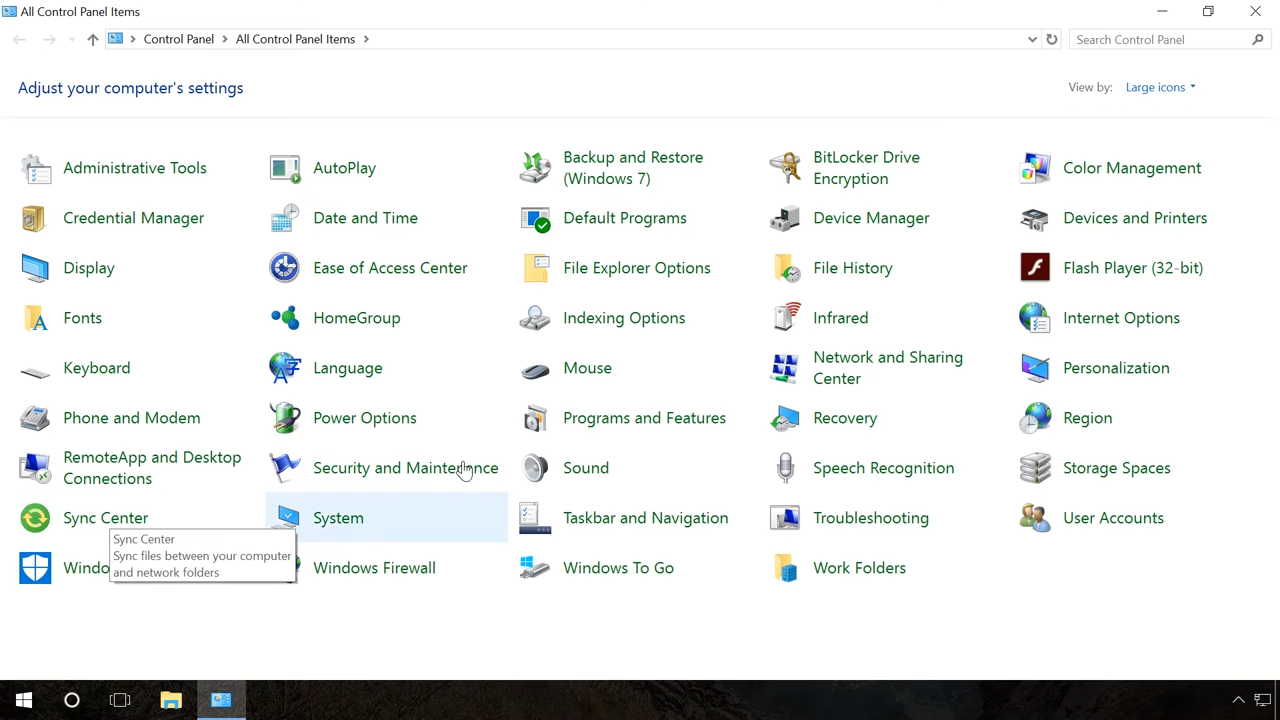 All Control Panel Items
Control Panel
All Control Panel Items
Search Control Panel
Adjust your computer's settings
View by:
Large icons
Administrative Tools
AutoPlay
Backup and Restore
(Windows 7)
BitLocker Drive
Encryption
Color Management
Credential Manager
Date and Time
Default Programs
Device Manager
Devices and Printers
Display
Ease of Access Center
File Explorer Options
File History
Flash Player (32-bit)
Fonts
HomeGroup
Indexing Options
Infrared
Internet Options
Keyboard
Language
Mouse
Network and Sharing
Center
Personalization
Phone and Modem
Power Options
Programs and Features
Recovery
Region
RemoteApp and Desktop
Connections
Security and Maintenance
Sound
Speech Recognition
Storage Spaces
Sync Center
System
Taskbar and Navigation
Troubleshooting
User Accounts
Sync Center
Sync files between your computer
and network folders
Windo
Windows Firewall
Windows To Go
Work Folders